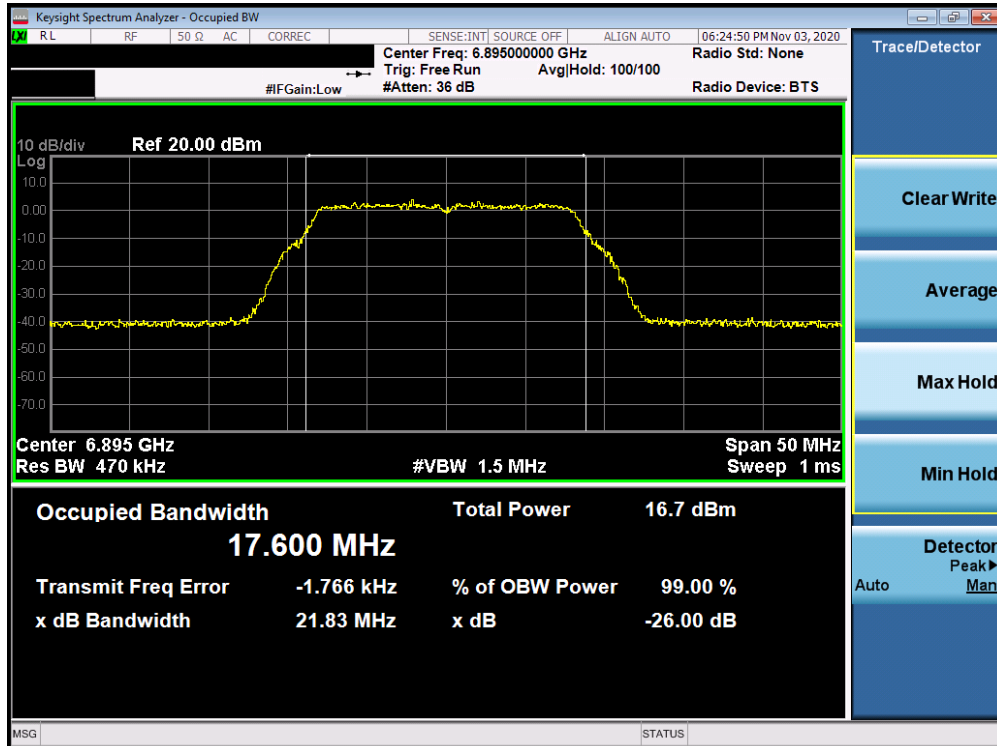 Keysight Spectrum Analyzer - Occupied BW
LXI RL RF 50 Ω AC CORREC SENSE:INT SOURCE OFF ALIGN AUTO 06:24:50 PM Nov 03, 2020
Center Freq: 6.895000000 GHz Radio Std: None
Trig: Free Run Avg|Hold: 100/100
#IFGain:Low #Atten: 36 dB Radio Device: BTS
Trace/Detector
10 dB/div Ref 20.00 dBm
Log
10.0
0.00
-10.0
-20.0
-30.0
-40.0
-50.0
-60.0
-70.0
Center 6.895 GHz Span 50 MHz
Res BW 470 kHz #VBW 1.5 MHz Sweep 1 ms
Clear Write
Average
Max Hold
Min Hold
Detector
Peak▶
Auto Man
Occupied Bandwidth Total Power 16.7 dBm
17.600 MHz
Transmit Freq Error -1.766 kHz % of OBW Power 99.00 %
x dB Bandwidth 21.83 MHz x dB -26.00 dB
MSG STATUS